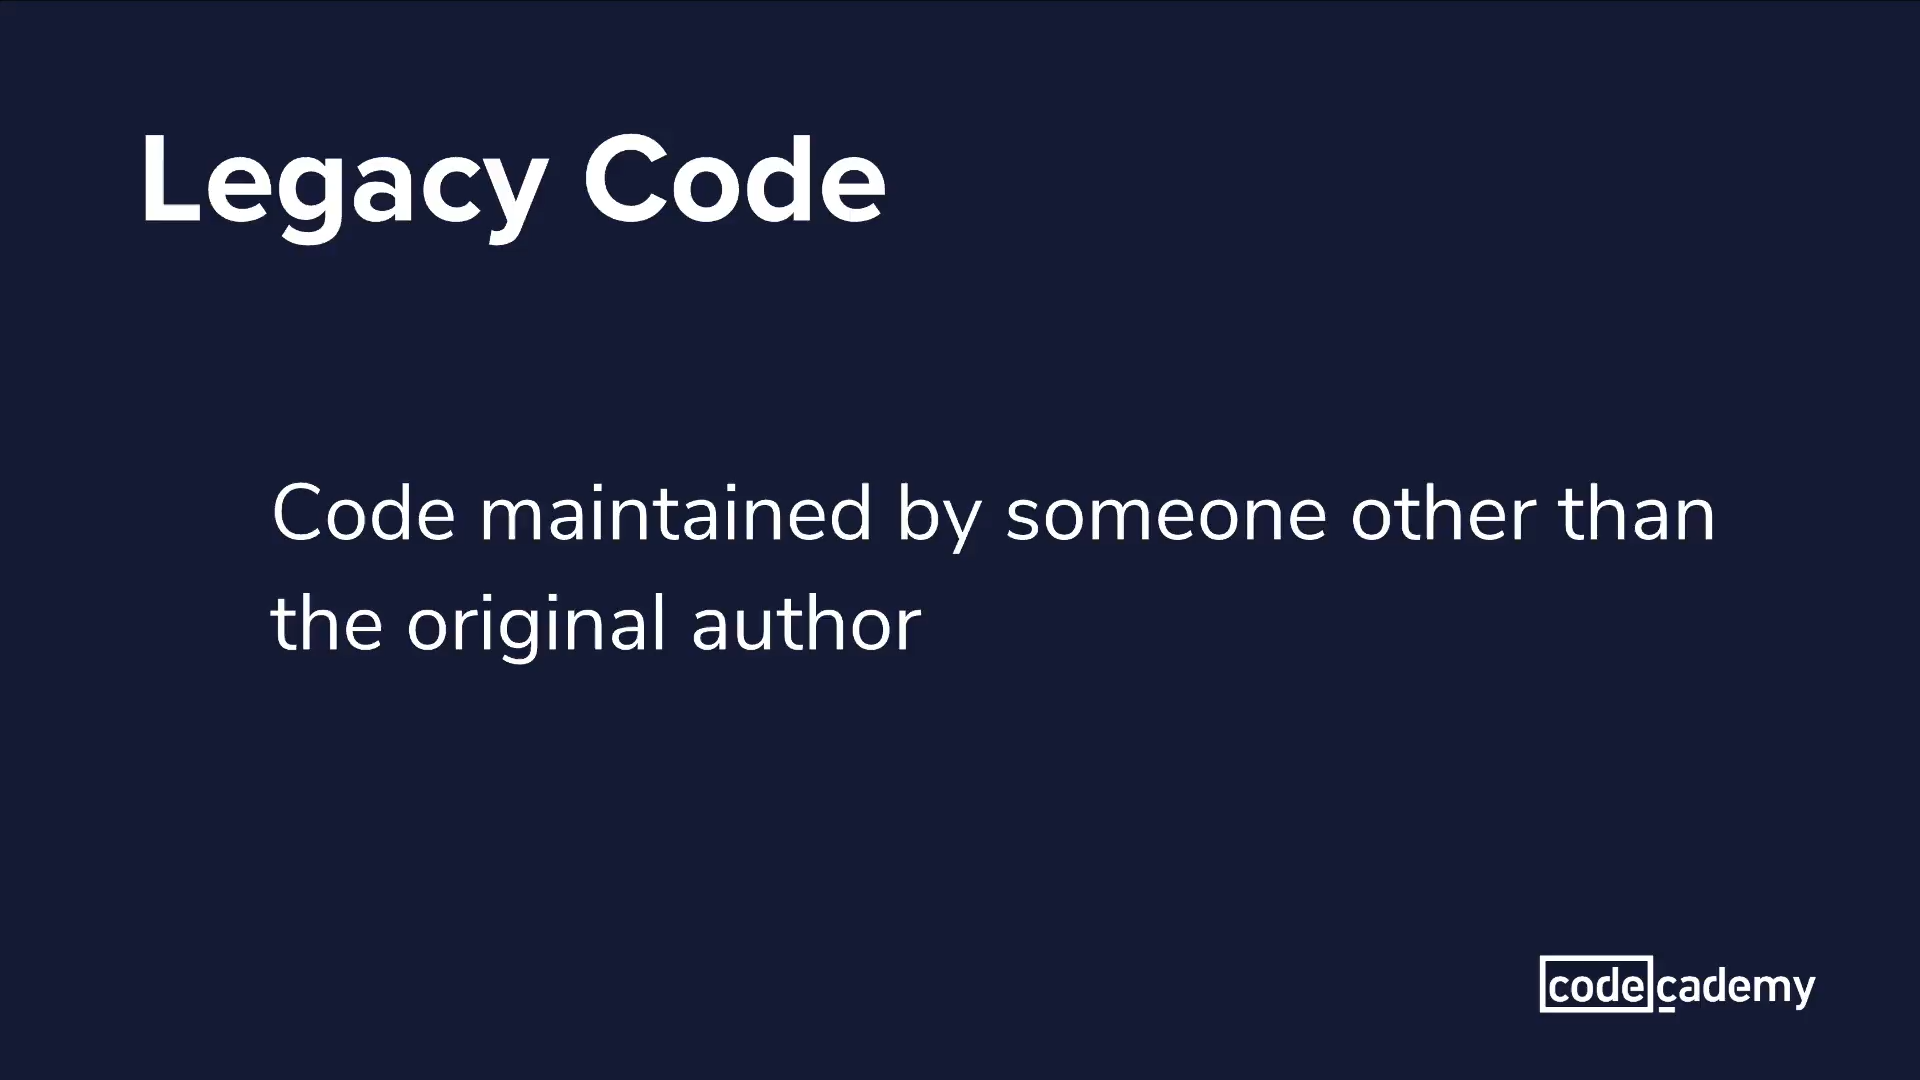 Legacy Code
Code maintained by someone other than
the original author
codecademy